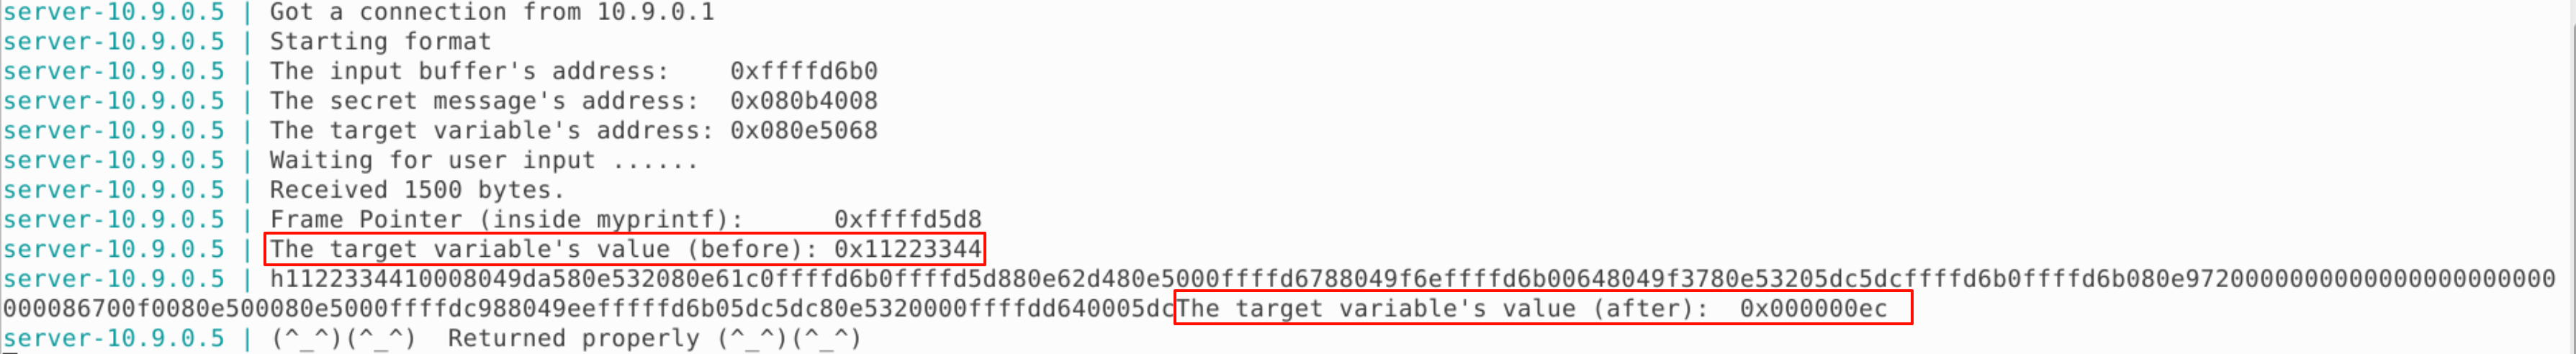 server-10.9.0.5 | Got a connection from 10.9.0.1
server-10.9.0.5 | Starting format
server-10.9.0.5 | The input buffer's address:    0xffffd6b0
server-10.9.0.5 | The secret message's address:  0x080b4008
server-10.9.0.5 | The target variable's address: 0x080e5068
server-10.9.0.5 | Waiting for user input ......
server-10.9.0.5 | Received 1500 bytes.
server-10.9.0.5 | Frame Pointer (inside myprintf):      0xffffd5d8
server-10.9.0.5 | The target variable's value (before): 0x11223344
server-10.9.0.5 | h1122334410008049da580e532080e61c0ffffd6b0ffffd5d880e62d480e5000ffffd6788049f6effffd6b00648049f3780e53205dc5dcffffd6b0ffffd6b080e9720000000000000000000000
000086700f0080e500080e5000ffffdc988049eefffffd6b05dc5dc80e5320000ffffdd640005dcThe target variable's value (after):  0x000000ec
server-10.9.0.5 | (^_^)(^_^)  Returned properly (^_^)(^_^)